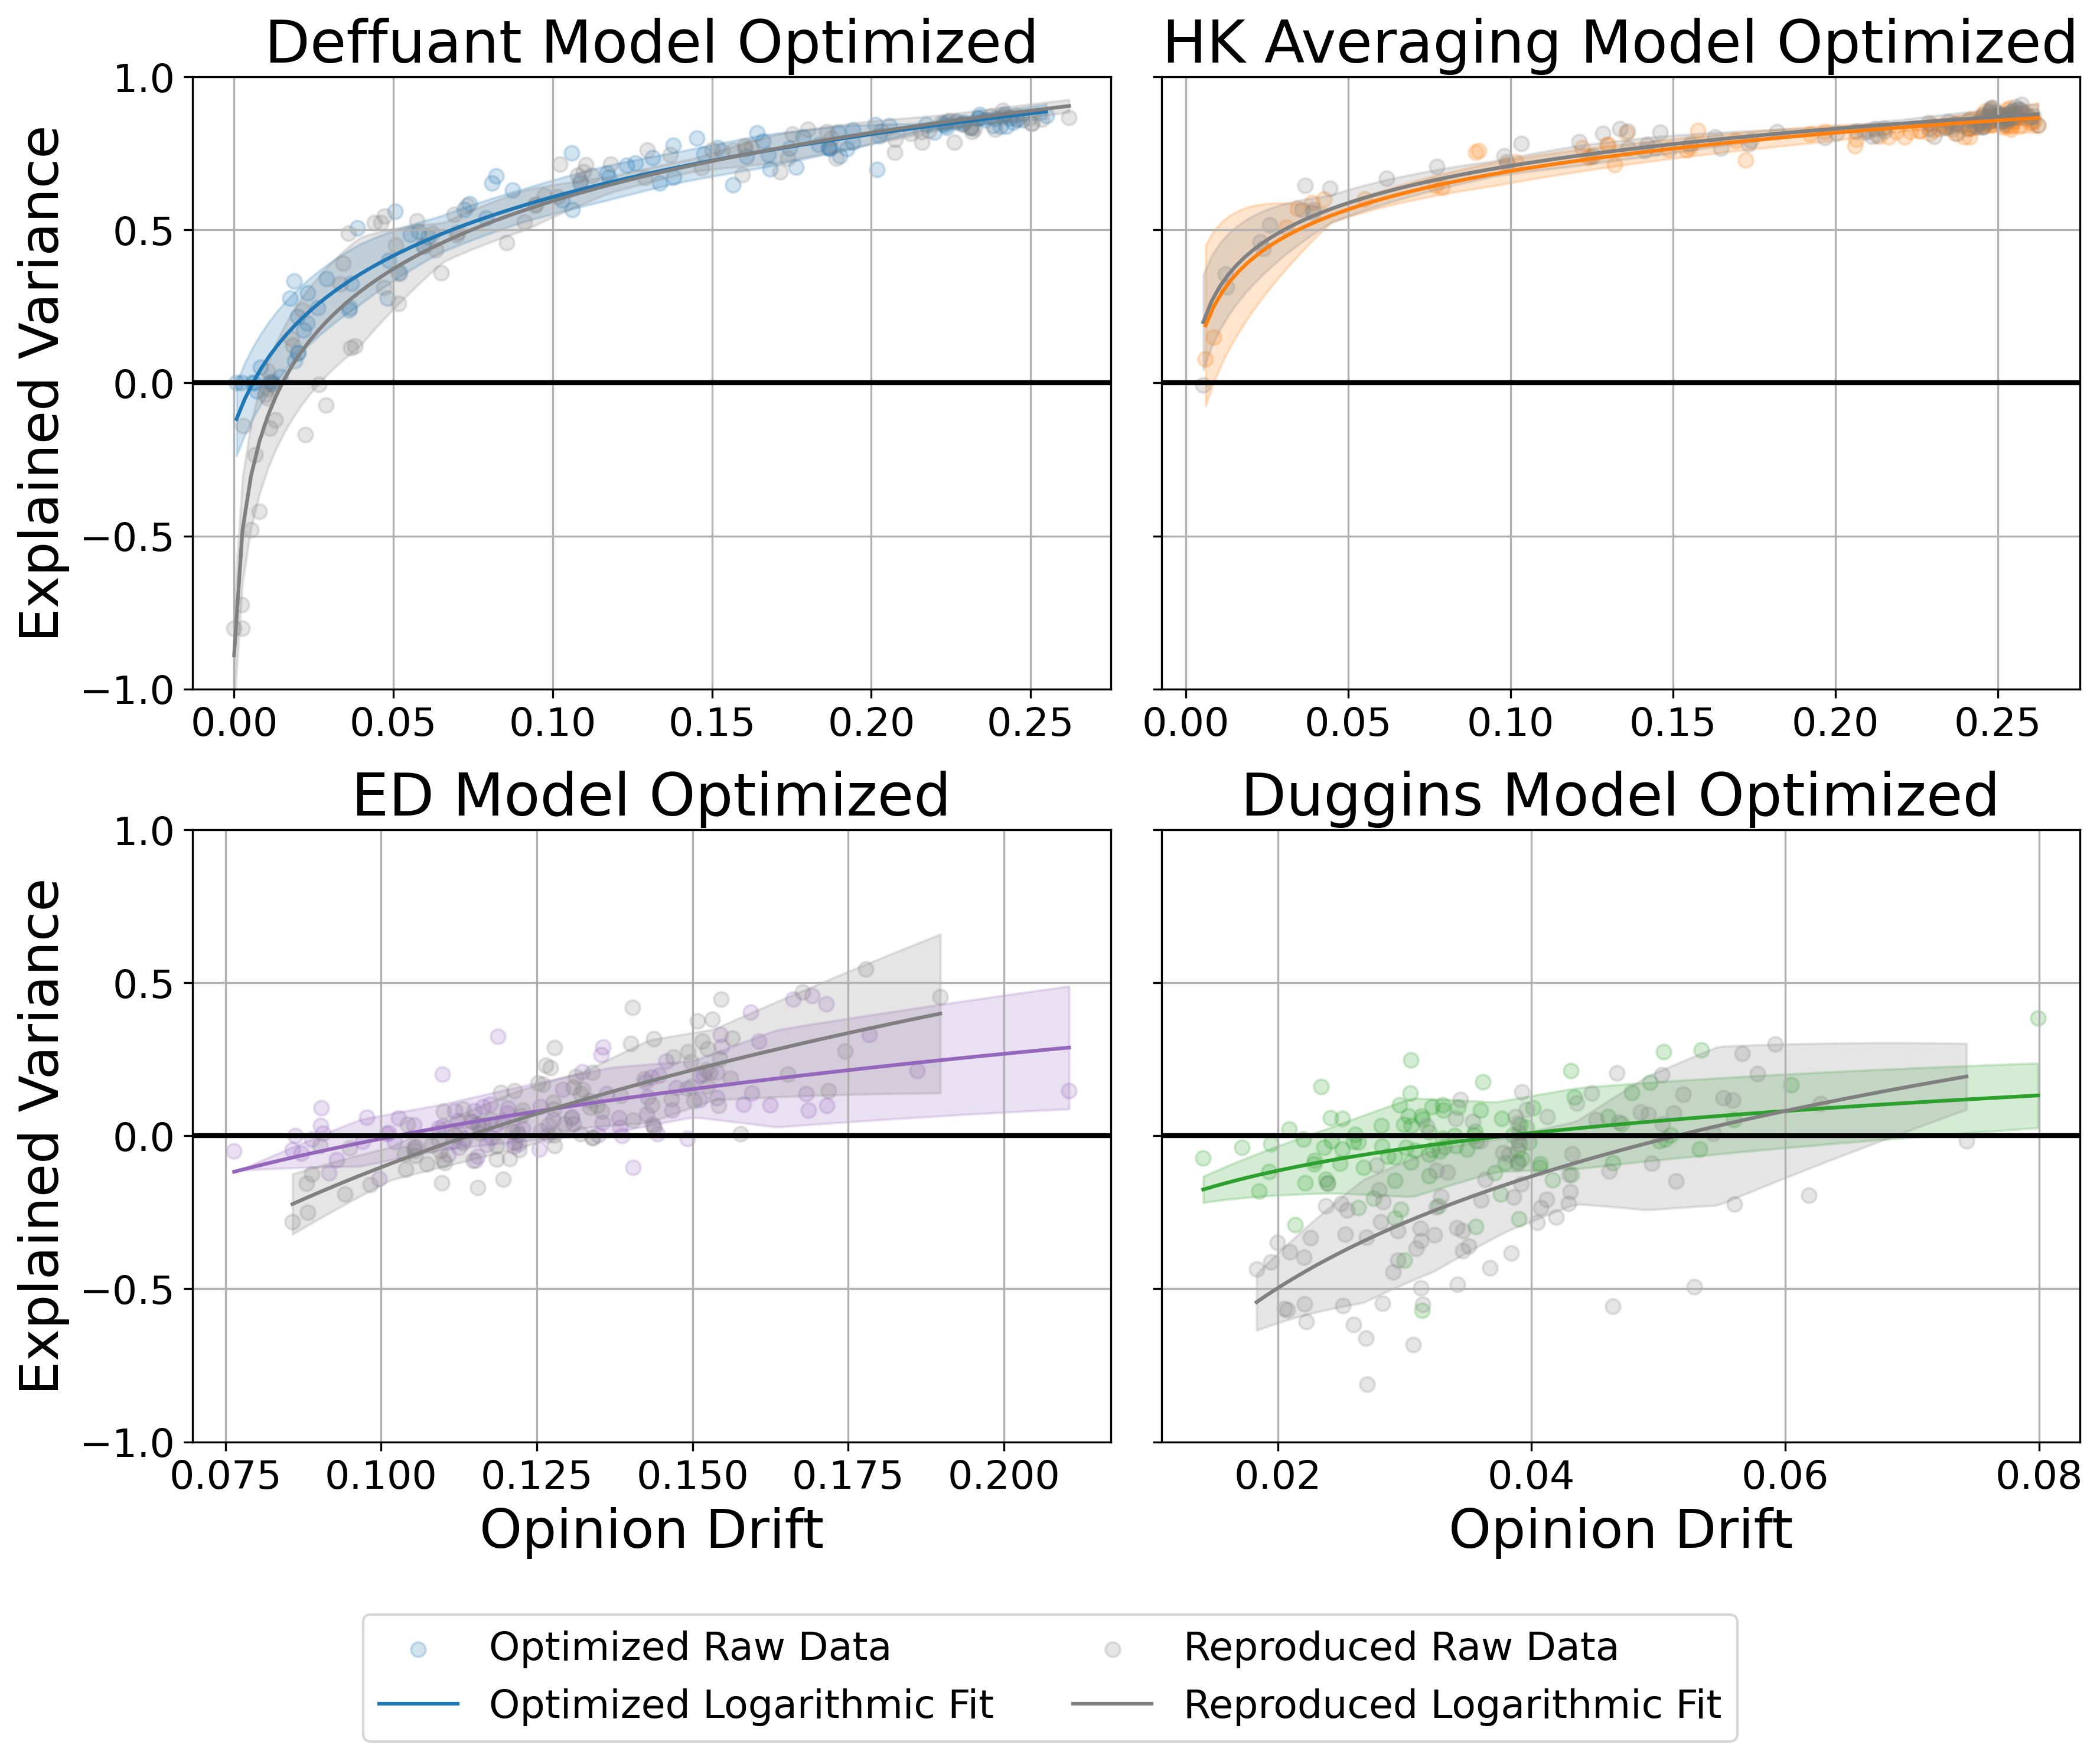 Deffuant Model Optimized
HK Averaging Model Optimized
Explained Variance
1.0
0.5
0.0
−0.5
−1.0
0.00 0.05 0.10 0.15 0.20 0.25
0.00 0.05 0.10 0.15 0.20 0.25
ED Model Optimized
Duggins Model Optimized
Explained Variance
1.0
0.5
0.0
−0.5
−1.0
0.075 0.100 0.125 0.150 0.175 0.200
0.02 0.04 0.06 0.08
Opinion Drift
Opinion Drift
Optimized Raw Data
Optimized Logarithmic Fit
Reproduced Raw Data
Reproduced Logarithmic Fit